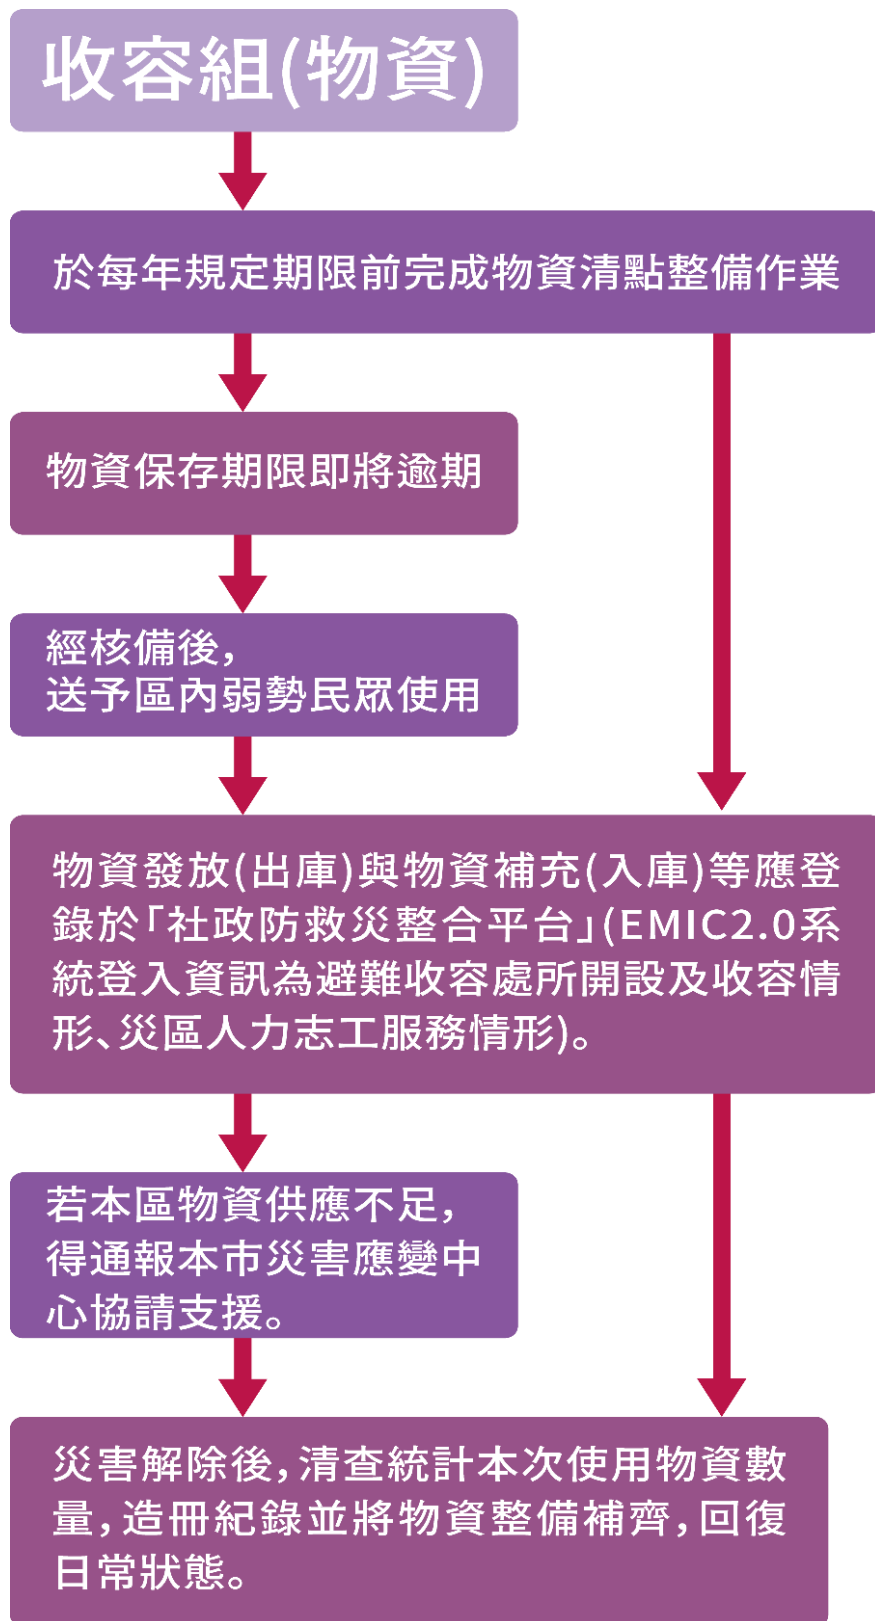 收容組(物資)
於每年規定期限前完成物資清點整備作業
物資保存期限即將逾期
經核備後,
送予區內弱勢民眾使用
物資發放(出庫)與物資補充(入庫)等應登
錄於「社政防救災整合平台」(EMIC2.0系
統登入資訊為避難收容處所開設及收容情
形、災區人力志工服務情形)。
若本區物資供應不足,
得通報本市災害應變中
心協請支援。
災害解除後,清查統計本次使用物資數
量,造冊紀錄並將物資整備補齊,回復
日常狀態。